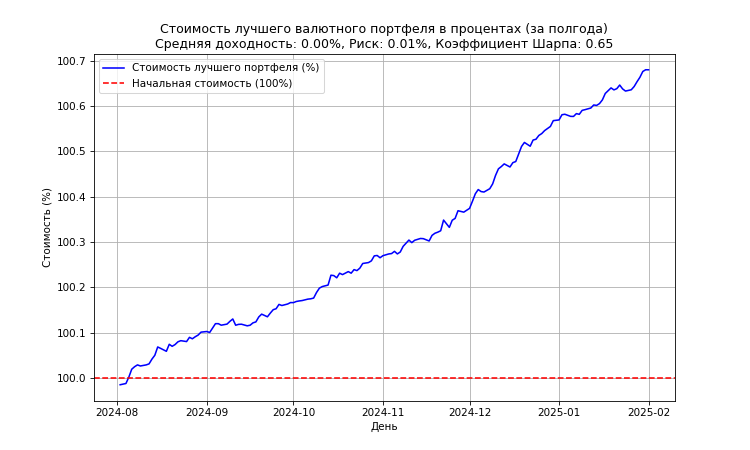 Стоимость лучшего валютного портфеля в процентах (за полгода)
Средняя доходность: 0.00%, Риск: 0.01%, Коэффициент Шарпа: 0.65
Стоимость лучшего портфеля (%)
Начальная стоимость (100%)
Стоимость (%)
100.7
100.6
100.5
100.4
100.3
100.2
100.1
100.0
2024-08
2024-09
2024-10
2024-11
2024-12
2025-01
2025-02
День